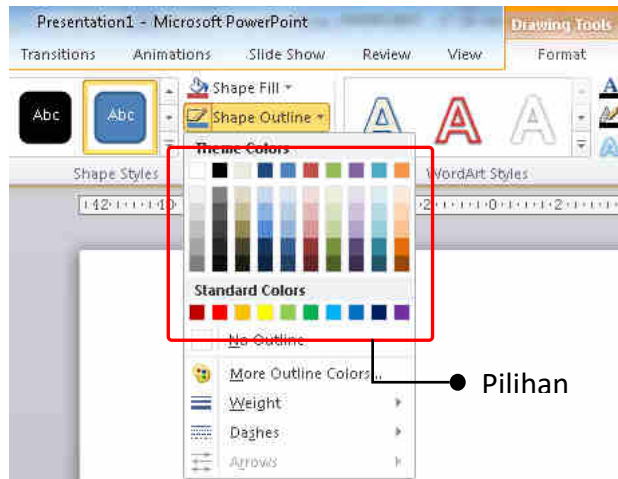 Presentation1 - Microsoft PowerPoint
Drawing Tools
Transitions Animations Slide Show Review View Format
Abc Abc Shape Fill A A A A
Shape Outline
Theme Colors
Shape Styles WordArt Styles
Standard Colors
No Outline
More Outline Colors...
Pilihan
Weight
Dashes
Arrows